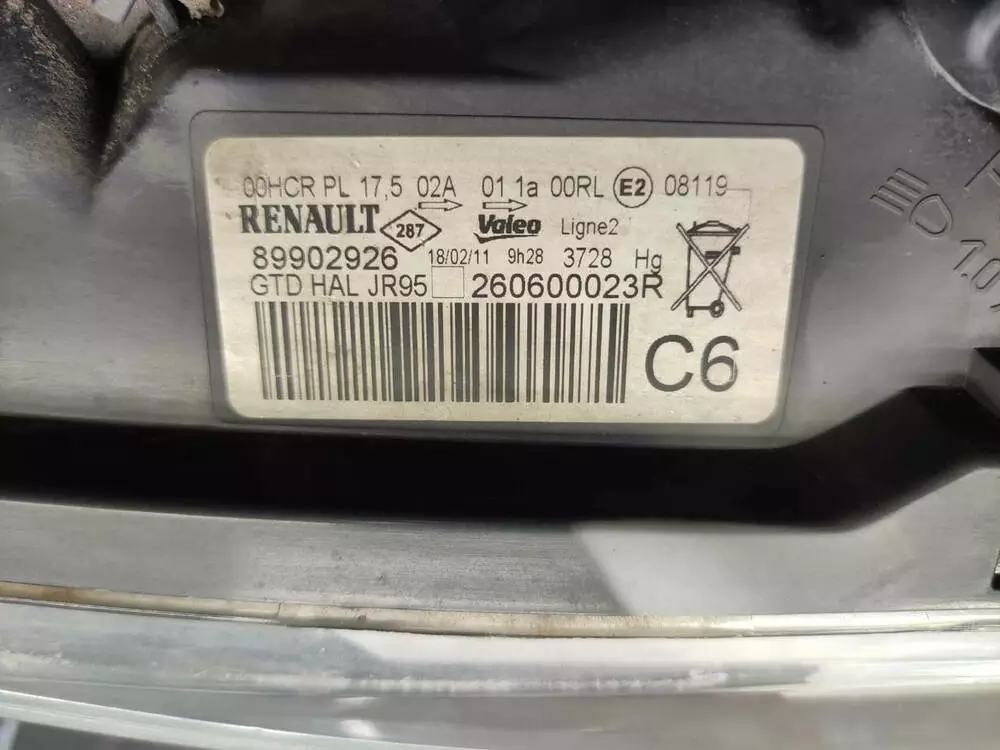 00HCR PL 17,5 02A 01 1a 00RL E2 08119
RENAULT 287 Valeo Ligne2
89902926 18/02/11 9h28 3728 Hg
GTD HAL JR95 260600023R
C6